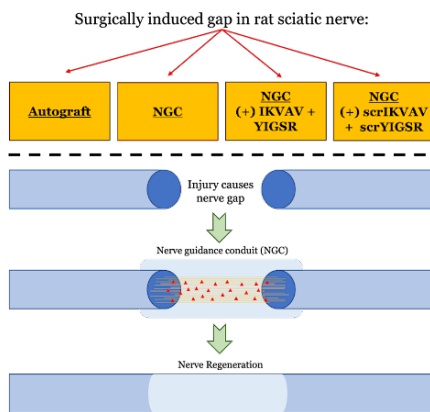 Surgically induced gap in rat sciatic nerve:
Autograft
NGC
NGC
(+) IKVAV +
YIGSR
NGC
(+) scrIKVAV
+ scrYIGSR
Injury causes
nerve gap
Nerve guidance conduit (NGC)
Nerve Regeneration